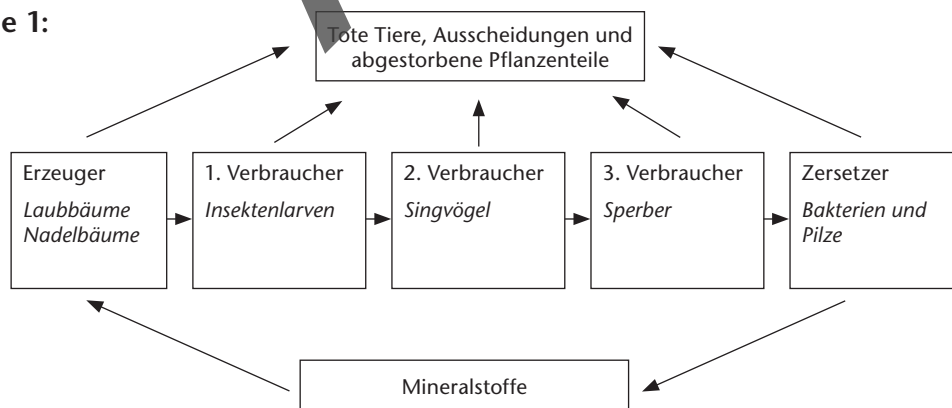 e 1:
Tote Tiere, Ausscheidungen und
abgestorbene Pflanzenteile
Erzeuger
Laubbäume
Nadelbäume
1. Verbraucher
Insektenlarven
2. Verbraucher
Singvögel
3. Verbraucher
Sperber
Zersetzer
Bakterien und
Pilze
Mineralstoffe